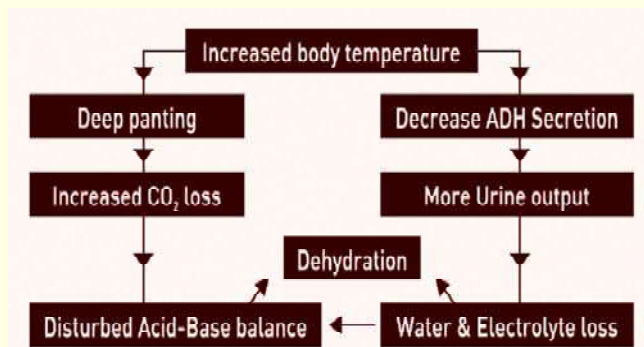 Increased body temperature
Deep panting
Decrease ADH Secretion
Increased CO₂ loss
More Urine output
Dehydration
Disturbed Acid-Base balance
Water & Electrolyte loss